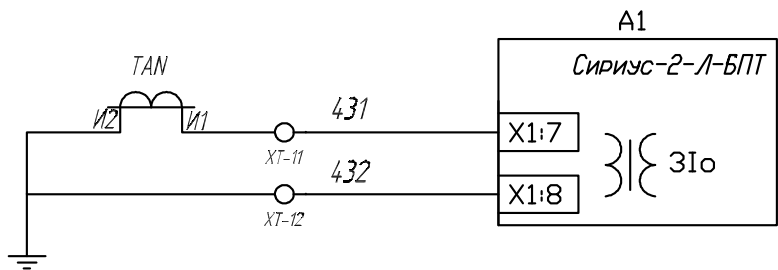 A1
TAN
Сириус-2-Л-БПТ
И2
И1
431
X1:7
XT-11
3Io
432
X1:8
XT-12